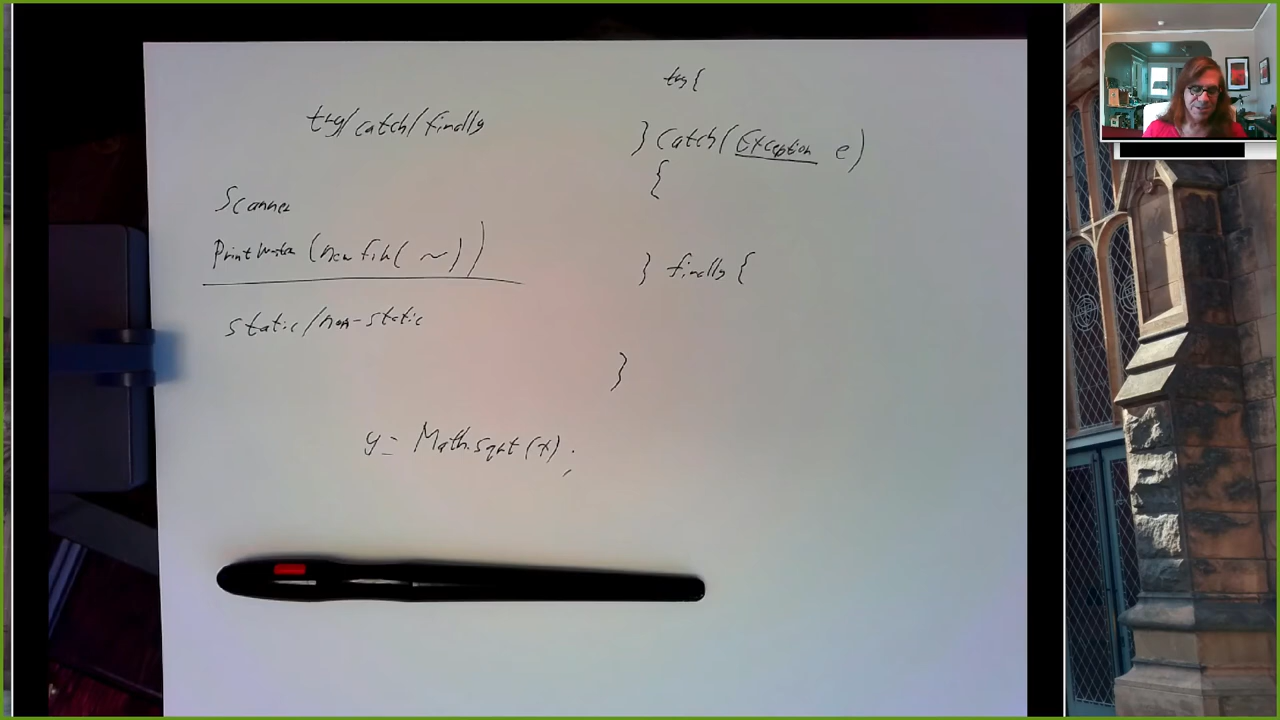 try/catch/finally
Scanner
PrintWriter (new File( ~))
static/non-static
y = Math.sqrt(x);
try{
} catch( Exception e)
{
} finally {
}